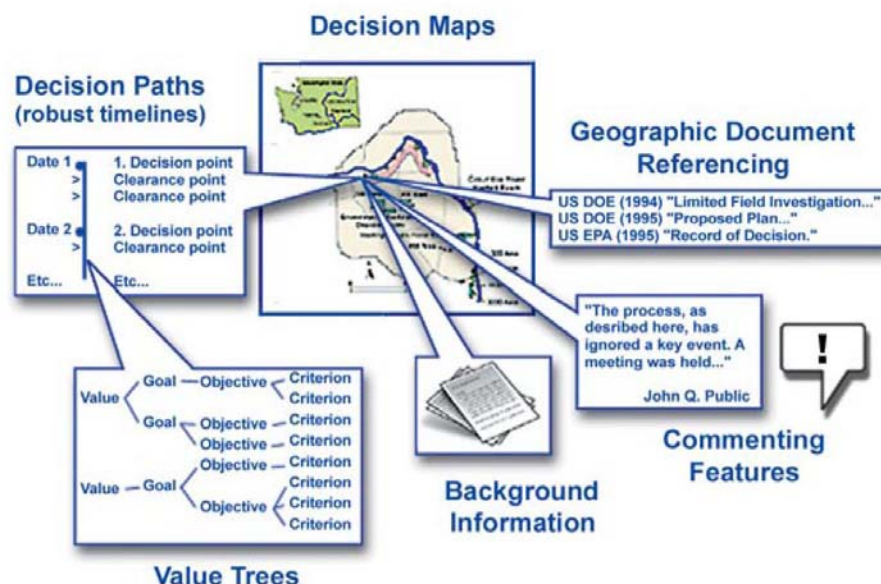 Decision Maps
Decision Paths
(robust timelines)
Date 1
1. Decision point
>
Clearance point
>
Clearance point
Date 2
2. Decision point
>
Clearance point
Etc...
Etc...
Geographic Document
Referencing
US DOE (1994) "Limited Field Investigation..."
US DOE (1995) "Proposed Plan..."
US EPA (1995) "Record of Decision."
"The process, as
desribed here, has
ignored a key event. A
meeting was held..."
John Q. Public
!
Commenting
Features
Background
Information
Value
Goal
Objective
Criterion
Criterion
Goal
Objective
Criterion
Objective
Criterion
Value
Goal
Objective
Criterion
Objective
Criterion
Criterion
Criterion
Value Trees